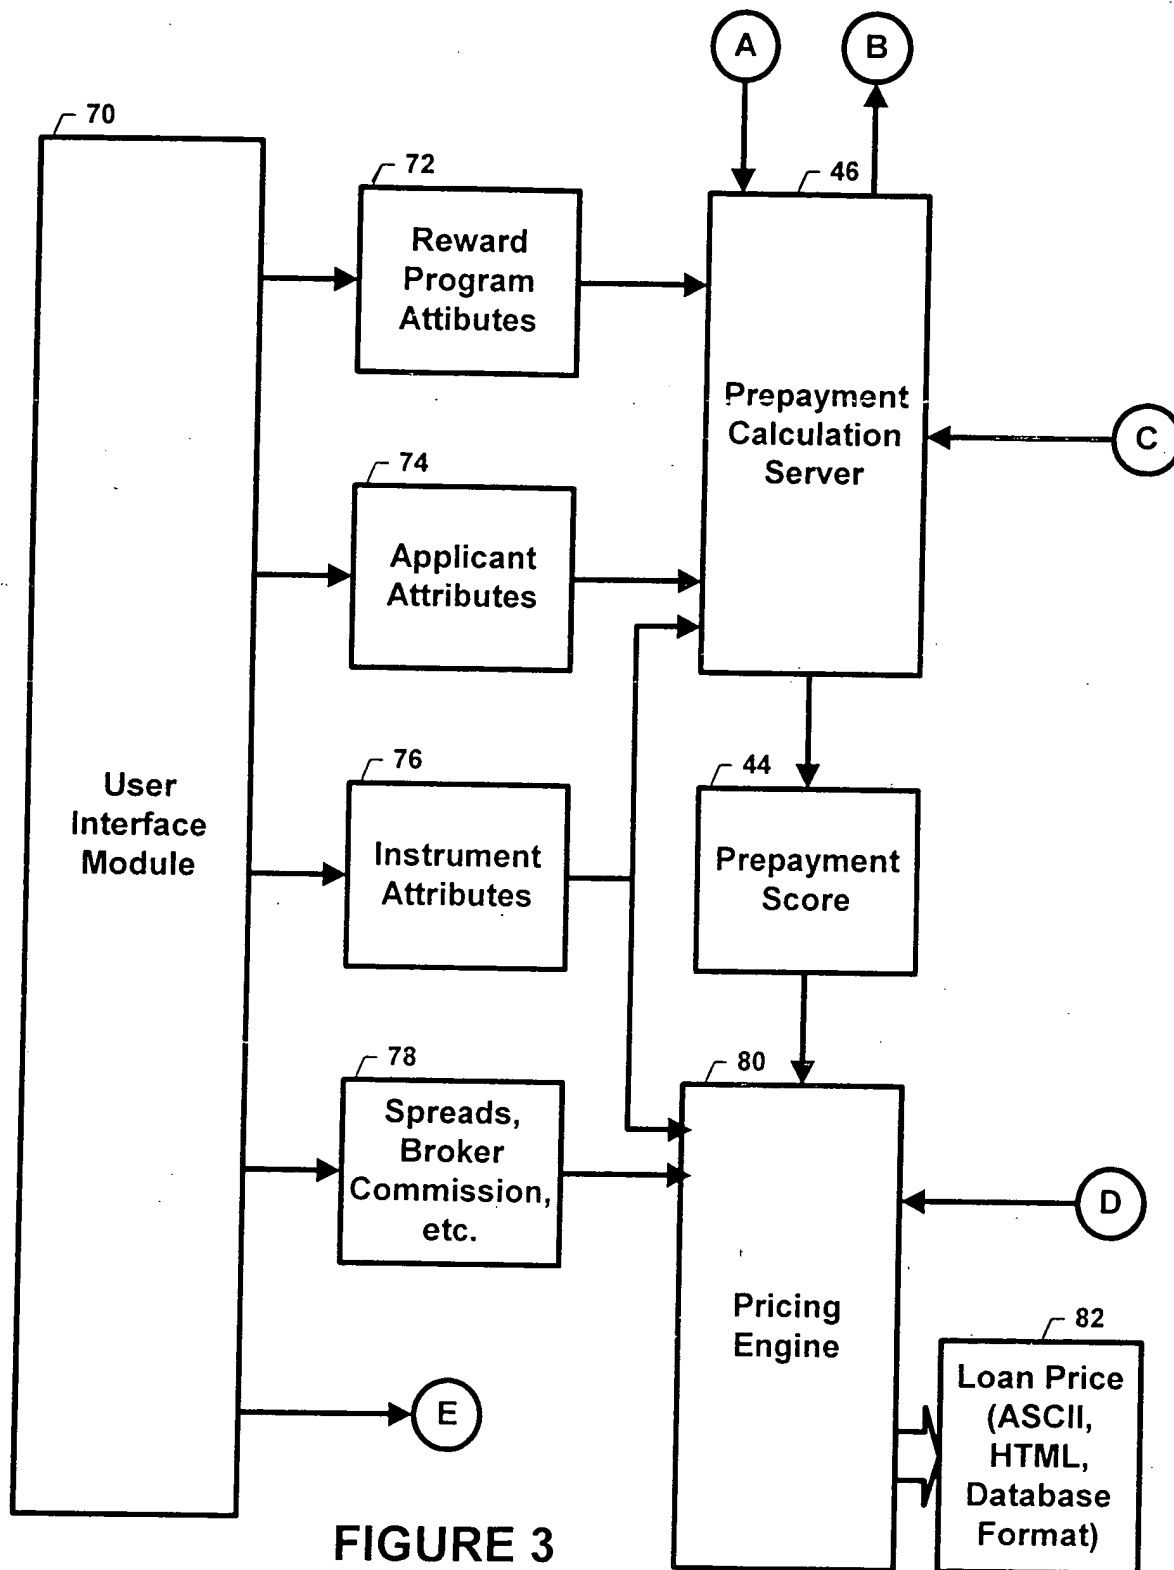 A
B
70
72
46
Reward
Program
Attibutes
Prepayment
Calculation
Server
C
74
Applicant
Attributes
User
Interface
Module
76
Instrument
Attributes
44
Prepayment
Score
78
Spreads,
Broker
Commission,
etc.
80
D
Pricing
Engine
82
Loan Price
(ASCII,
HTML,
Database
Format)
E
FIGURE 3